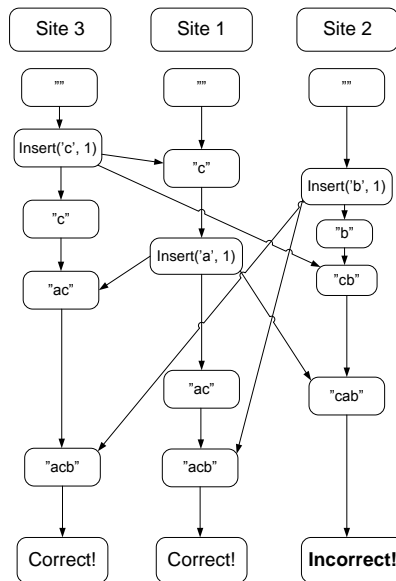 Site 3
Site 1
Site 2
""
""
""
Insert('c', 1)
"c"
Insert('b', 1)
"c"
"b"
Insert('a', 1)
"cb"
"ac"
"ac"
"cab"
"acb"
"acb"
Correct!
Correct!
Incorrect!